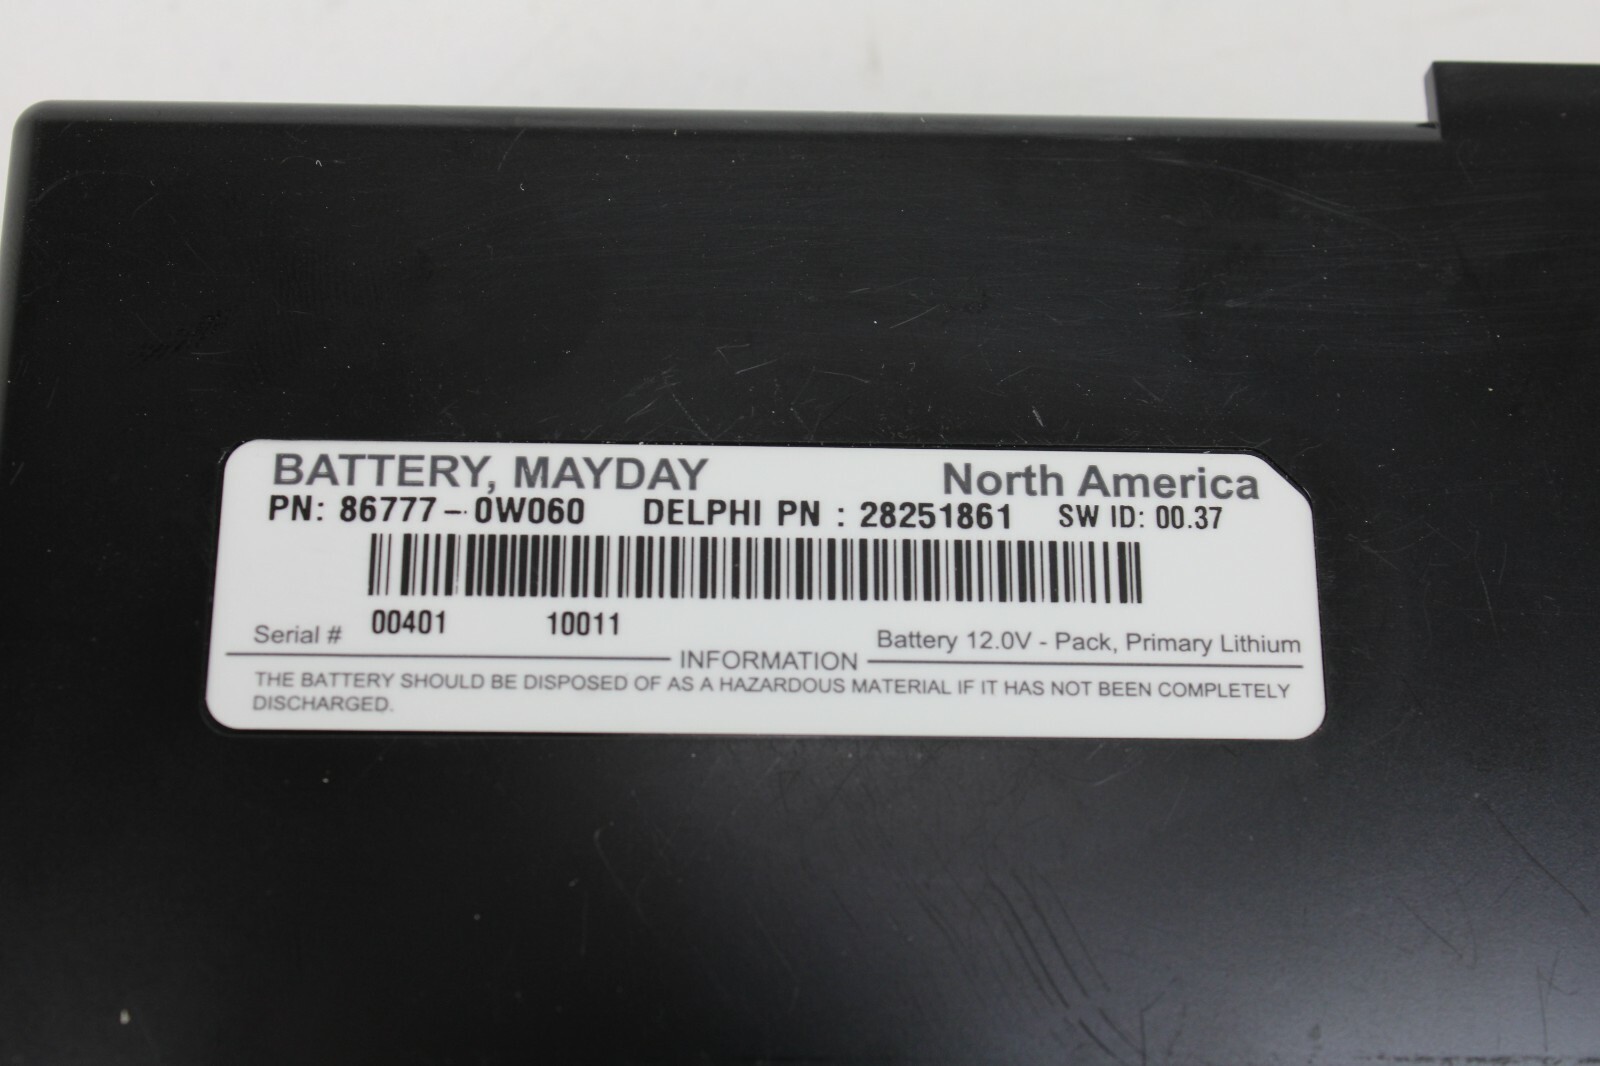 BATTERY, MAYDAY North America
PN: 86777-0W060 DELPHI PN : 28251861 SW ID: 00.37
Serial # 00401 10011 Battery 12.0V - Pack, Primary Lithium
INFORMATION
THE BATTERY SHOULD BE DISPOSED OF AS A HAZARDOUS MATERIAL IF IT HAS NOT BEEN COMPLETELY
DISCHARGED.